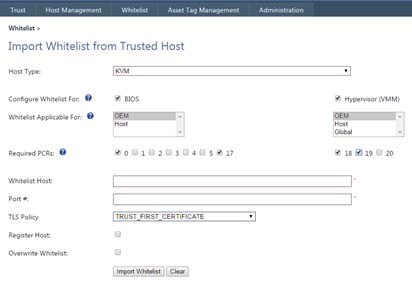 Trust Host Management Whitelist Asset Tag Management Administration
Whitelist >
Import Whitelist from Trusted Host
Host Type: KVM
Configure Whitelist For: ? BIOS Hypervisor (VMM)
Whitelist Applicable For: ? OEM OEM
Host Host
Global
Required PCRs: ? 0 1 2 3 4 5 17 18 19 20
Whitelist Host: *
Port #: *
TLS Policy TRUST_FIRST_CERTIFICATE
Register Host:
Overwrite Whitelist:
Import Whitelist Clear